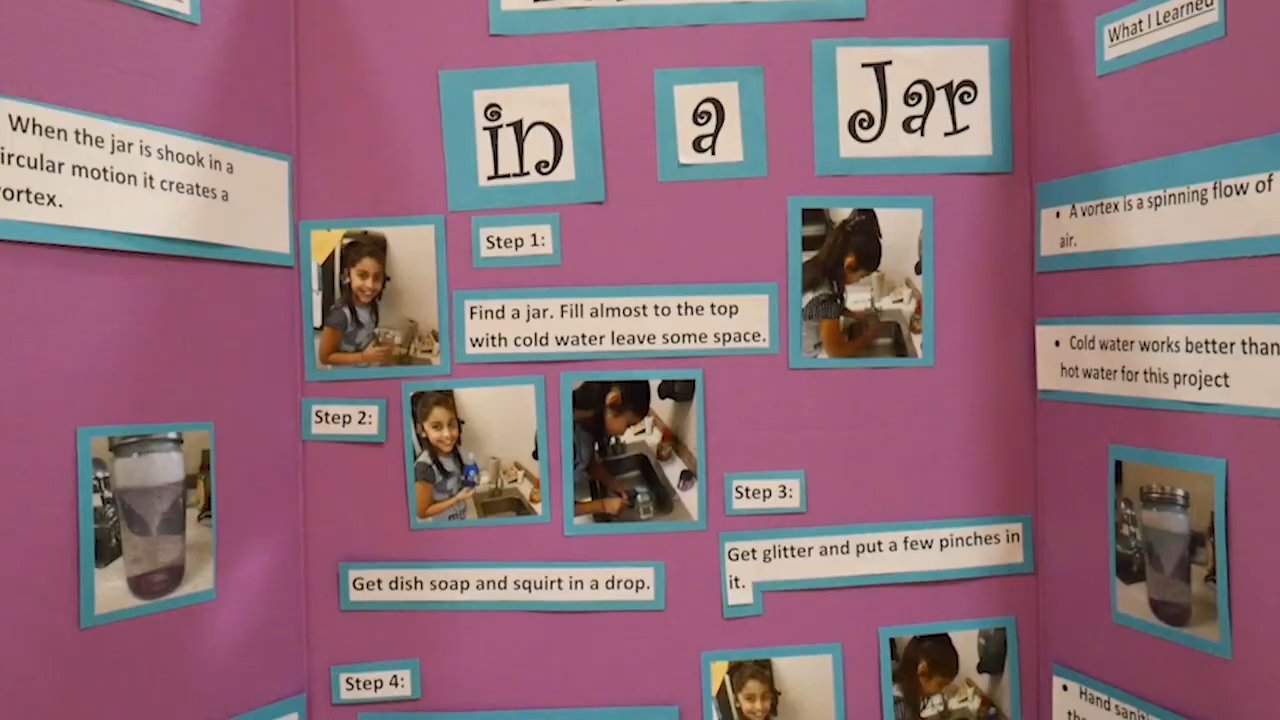 What I Learned
in a Jar
When the jar is shook in a
ircular motion it creates a
ortex.
Step 1:
Find a jar. Fill almost to the top
with cold water leave some space.
Step 2:
Get dish soap and squirt in a drop.
Step 3:
Get glitter and put a few pinches in
it.
Step 4:
• A vortex is a spinning flow of
air.
• Cold water works better than
hot water for this project
• Hand